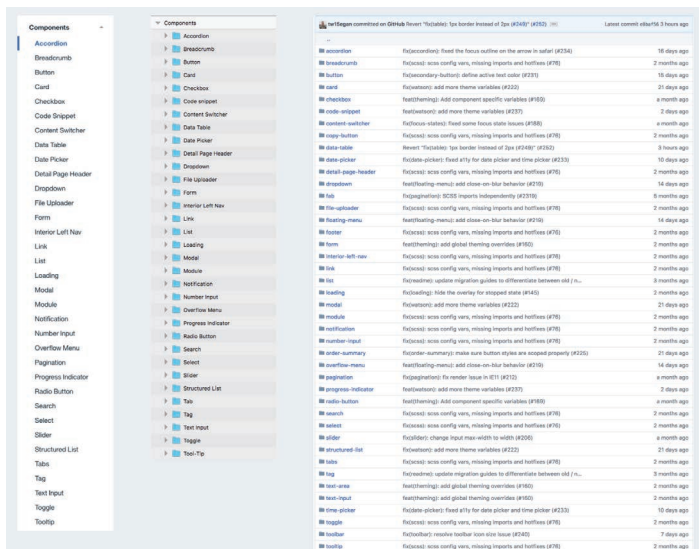 Components
Accordion
Breadcrumb
Button
Card
Checkbox
Code Snippet
Content Switcher
Data Table
Date Picker
Detail Page Header
Dropdown
File Uploader
Form
Interior Left Nav
Link
List
Loading
Modal
Module
Notification
Number Input
Overflow Menu
Pagination
Progress Indicator
Radio Button
Search
Select
Slider
Structured List
Tabs
Tag
Text Input
Toggle
Tooltip
Components
Accordion
Breadcrumb
Button
Card
Checkbox
Code snippet
Content Switcher
Data Table
Date Picker
Detail Page Header
Dropdown
File Uploader
Form
Interior Left Nav
Link
List
Loading
Modal
Module
Notification
Number Input
Overflow Menu
Progress Indicator
Radio Button
Search
Select
Slider
Structured List
Tab
Tag
Text Input
Toggle
Tool-Tip
tw15egan committed on GitHub Revert "fix(table): 1px border instead of 2px (#249)" (#252) Latest commit 3 hours ago
..
accordion fix(accordion): fixed the focus outline on the arrow in safari (#234) 16 days ago
breadcrumb fix(scss): scss config vars, missing imports and hotfixes (#76) 2 months ago
button fix(secondary-button): define active text color (#231) 15 days ago
card fix(watson): add more theme variables (#222) 21 days ago
checkbox feat(theming): Add component specific variables (#169) a month ago
code-snippet feat(watson): add more theme variables (#237) 2 days ago
content-switcher fix(focus-states): fixed some focus state issues (#188) a month ago
copy-button fix(scss): scss config vars, missing imports and hotfixes (#76) 2 months ago
data-table Revert "fix(table): 1px border instead of 2px (#249)" (#252) 3 hours ago
date-picker fix(date-picker): fixed a11y for date picker and time picker (#233) 10 days ago
detail-page-header fix(scss): scss config vars, missing imports and hotfixes (#76) 2 months ago
dropdown feat(floating-menu): add close-on-blur behavior (#219) 14 days ago
fab fix(pagination): SCSS imports independently (#2319) 5 months ago
file-uploader fix(scss): scss config vars, missing imports and hotfixes (#76) 2 months ago
floating-menu feat(floating-menu): add close-on-blur behavior (#219) 14 days ago
footer fix(scss): scss config vars, missing imports and hotfixes (#76) 2 months ago
form feat(theming): add global theming overrides (#160) 2 months ago
interior-left-nav fix(scss): scss config vars, missing imports and hotfixes (#76) 2 months ago
link fix(scss): scss config vars, missing imports and hotfixes (#76) 2 months ago
list fix(readme): update migration guides to differentiate between old / n... 3 months ago
loading fix(loading): hide the overlay for stopped state (#145) 2 months ago
modal fix(watson): add more theme variables (#222) 21 days ago
module fix(scss): scss config vars, missing imports and hotfixes (#76) 2 months ago
notification fix(scss): scss config vars, missing imports and hotfixes (#76) 2 months ago
number-input fix(scss): scss config vars, missing imports and hotfixes (#76) 2 months ago
order-summary fix(order-summary): make sure button styles are scoped properly (#225) 21 days ago
overflow-menu feat(floating-menu): add close-on-blur behavior (#219) 14 days ago
pagination fix(pagination): fix render issue in IE11 (#212) a month ago
progress-indicator feat(watson): add more theme variables (#237) 2 days ago
radio-button feat(theming): Add component specific variables (#169) a month ago
search fix(scss): scss config vars, missing imports and hotfixes (#76) 2 months ago
select fix(scss): scss config vars, missing imports and hotfixes (#76) 2 months ago
slider fix(slider): change input max-width to width (#206) a month ago
structured-list fix(watson): add more theme variables (#222) 21 days ago
tabs fix(scss): scss config vars, missing imports and hotfixes (#76) 2 months ago
tag fix(readme): update migration guides to differentiate between old / n... 3 months ago
text-area feat(theming): add global theming overrides (#160) 2 months ago
text-input feat(theming): add global theming overrides (#160) 2 months ago
time-picker fix(date-picker): fixed a11y for date picker and time picker (#233) 10 days ago
toggle fix(scss): scss config vars, missing imports and hotfixes (#76) 2 months ago
toolbar fix(toolbar): resolve toolbar icon size issue (#240) 7 days ago
tooltip fix(scss): scss config vars, missing imports and hotfixes (#76) 2 months ago